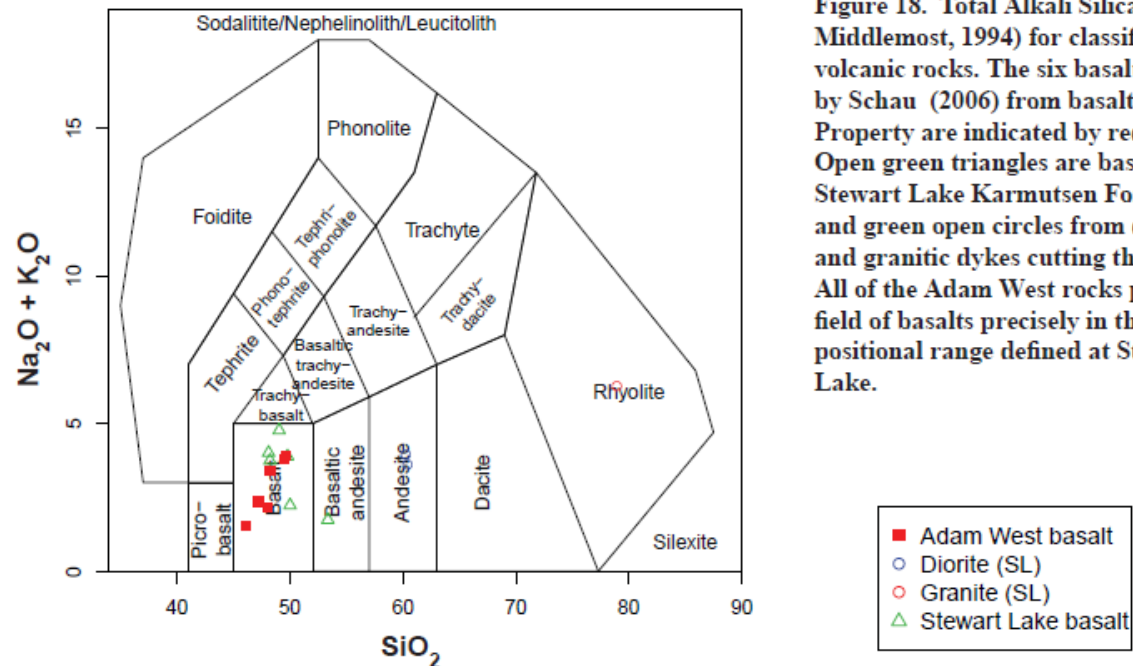 Sodalitite/Nephelinolith/Leucitolith
Phonolite
Foidite
Tephri-
phonolite
Trachyte
Phono-
tephrite
Trachy-
dacite
Trachy-
andesite
Tephrite
Basaltic
trachy-
andesite
Trachy-
basalt
Rhyolite
Picro-
basalt
Basalt
Basaltic
andesite
Andesite
Dacite
Silexite
0
5
10
15
Na₂O + K₂O
40 50 60 70 80 90
SiO₂
Figure 18. Total Alkali Silica
Middlemost, 1994) for classif
volcanic rocks. The six basalt
by Schau (2006) from basalt
Property are indicated by
Open green triangles are bas
Stewart Lake Karmutsen Fo
and green open circles from
and granitic dykes cutting th
All of the Adam West rocks p
field of basalts precisely in th
positional range defined at Su
Lake.
Adam West basalt
Diorite (SL)
Granite (SL)
Stewart Lake basalt